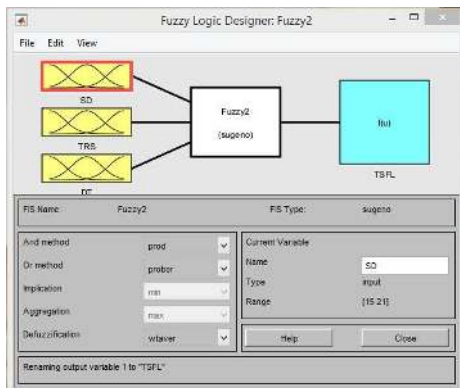 Fuzzy Logic Designer: Fuzzy2
File Edit View
SD
TRS
DT
Fuzzy2
(sugeno)
f(u)
TSFL
FIS Name: Fuzzy2 FIS Type: sugeno
And method prod
Or method probor
Implication min
Aggregation max
Defuzzification wtaver
Current Variable
Name SD
Type input
Range [15 21]
Help Close
Renaming output variable 1 to "TSFL"